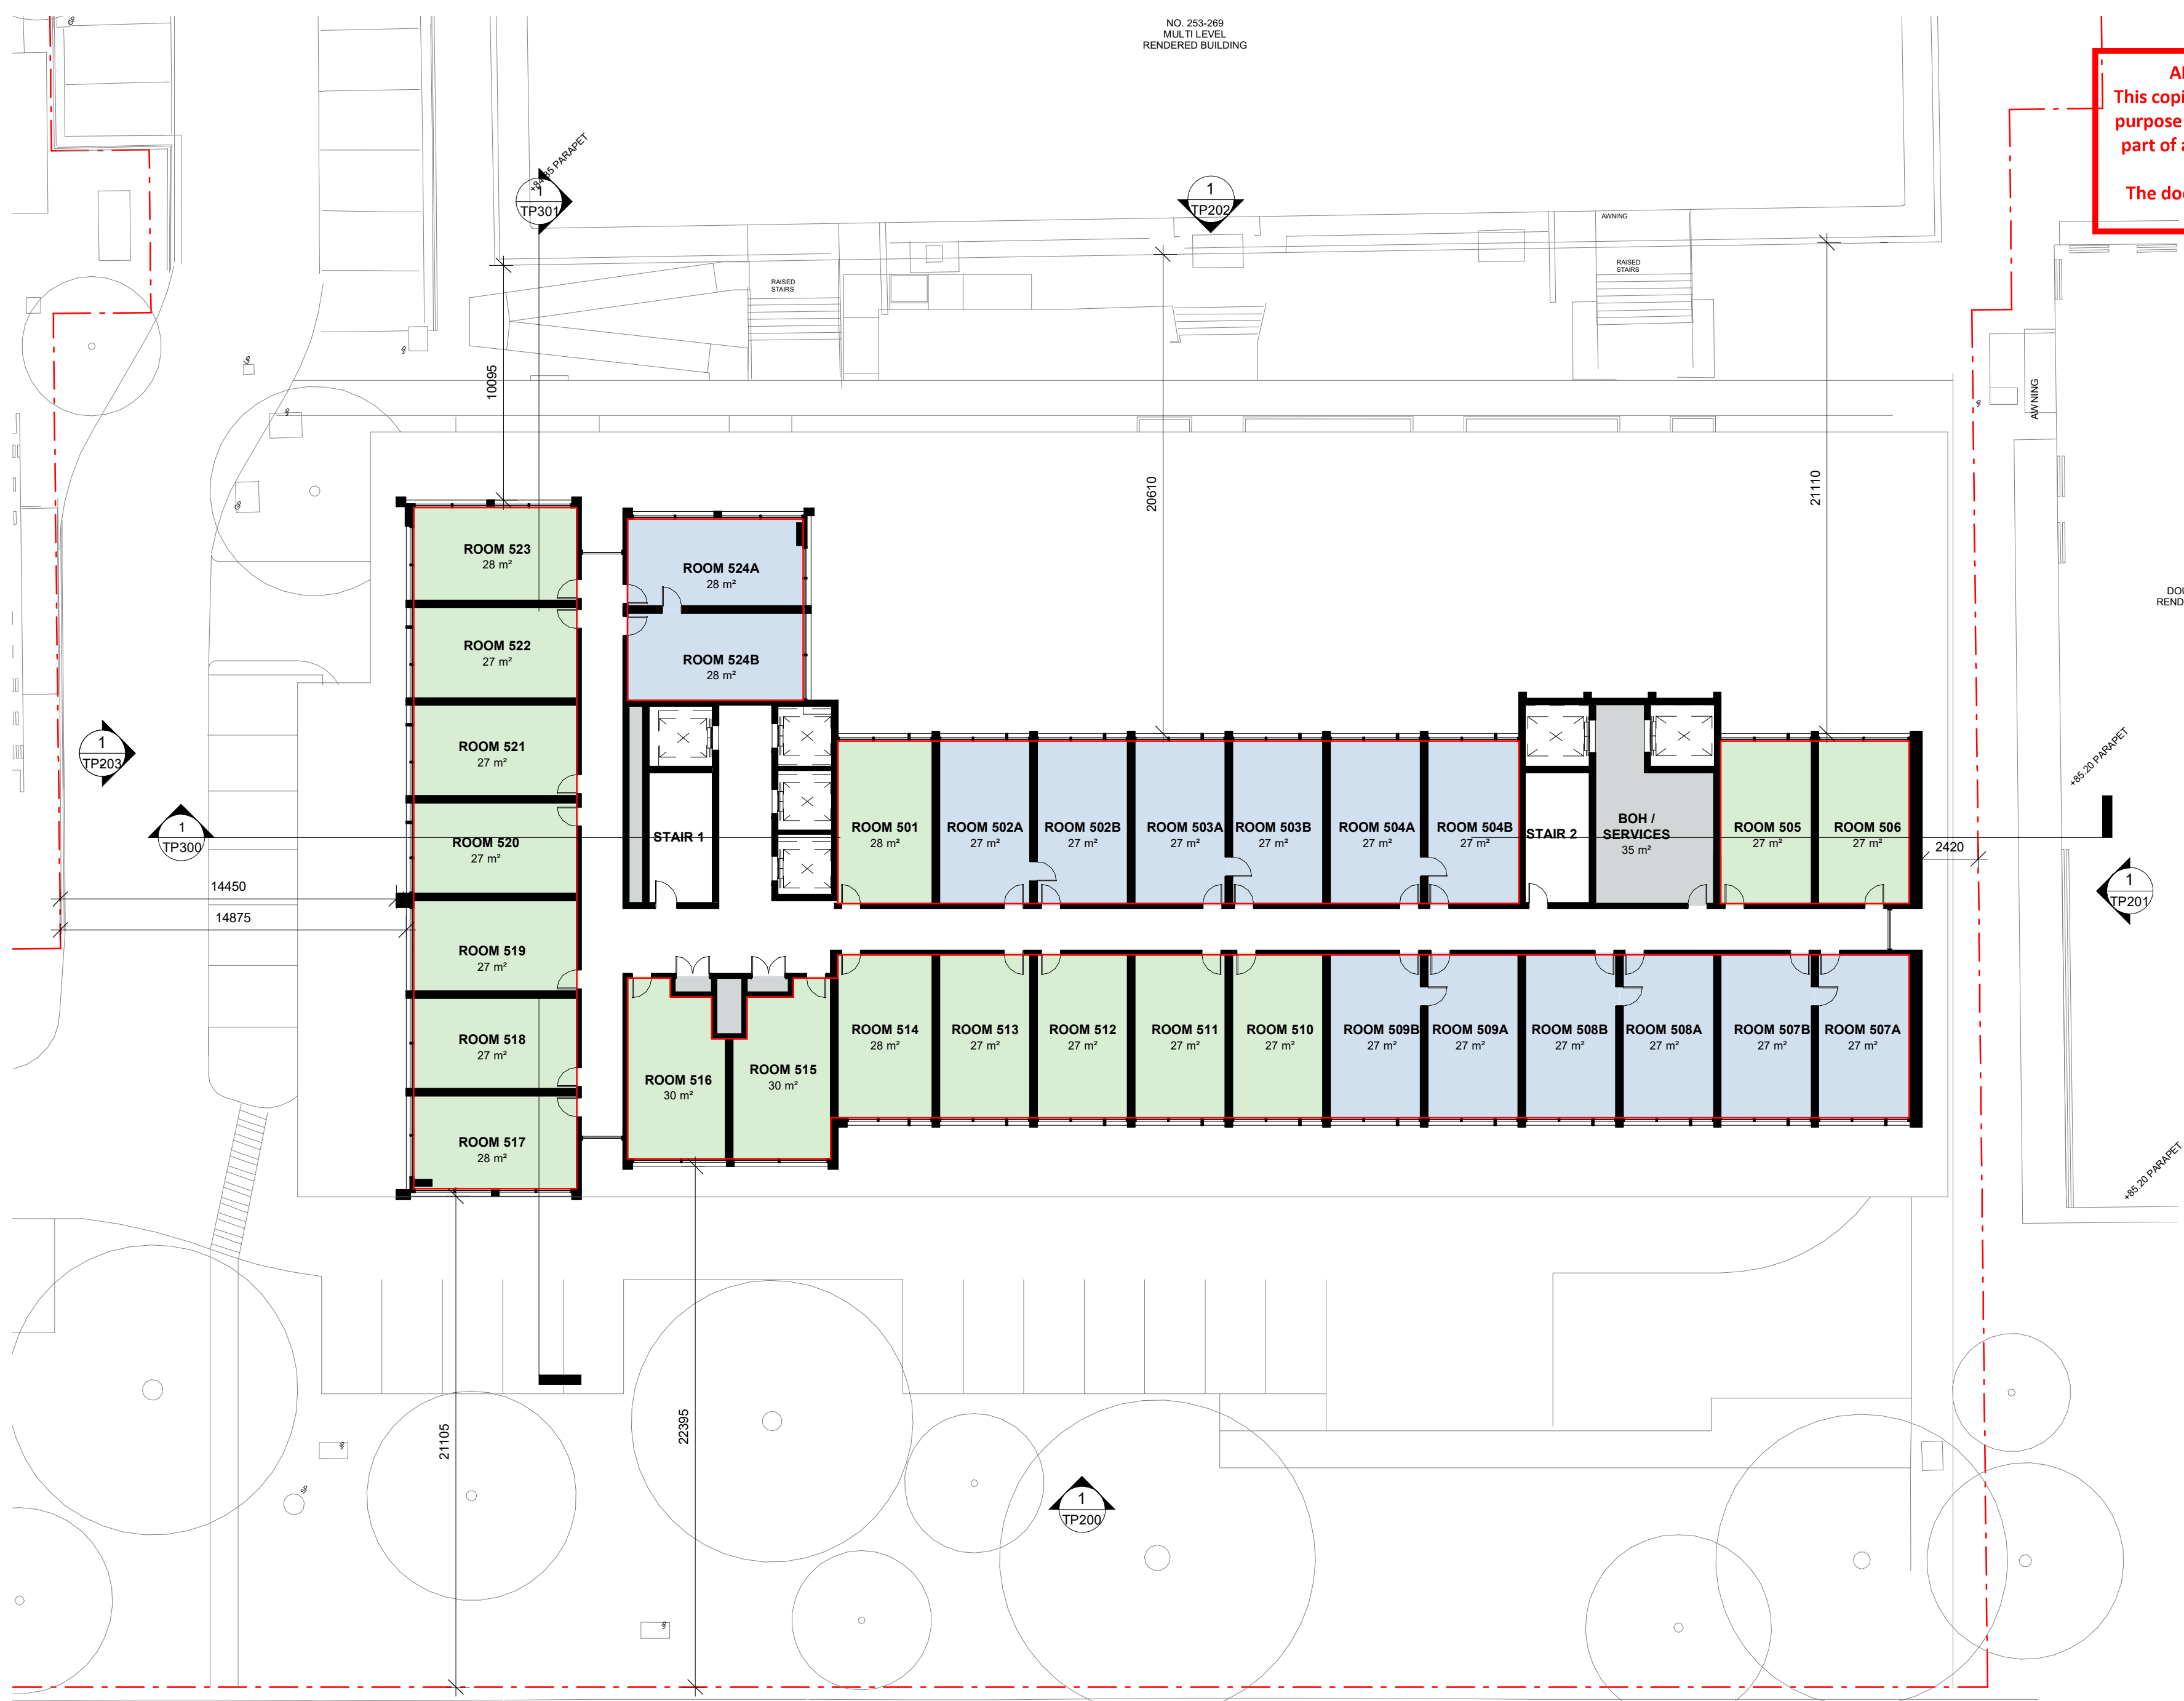 NO. 253-269
MULTI LEVEL
RENDERED BUILDING
This
purpose
part of
The
+84.85 PARAPET
1
TP301
1
TP202
AWNING
RAISED
STAIRS
RAISED
STAIRS
10095
20610
21110
AWNING
ROOM 523
28 m²
ROOM 524A
28 m²
ROOM 522
27 m²
ROOM 524B
28 m²
ROOM 521
27 m²
1
TP203
+85.20 PARAPET
1
TP300
ROOM 520
27 m²
STAIR 1
ROOM 501
28 m²
ROOM 502A
27 m²
ROOM 502B
27 m²
ROOM 503A
27 m²
ROOM 503B
27 m²
ROOM 504A
27 m²
ROOM 504B
27 m²
STAIR 2
BOH /
SERVICES
35 m²
ROOM 505
27 m²
ROOM 506
27 m²
2420
14450
14875
1
TP201
ROOM 519
27 m²
ROOM 518
27 m²
ROOM 517
28 m²
ROOM 516
30 m²
ROOM 515
30 m²
ROOM 514
28 m²
ROOM 513
27 m²
ROOM 512
27 m²
ROOM 511
27 m²
ROOM 510
27 m²
ROOM 509B
27 m²
ROOM 509A
27 m²
ROOM 508B
27 m²
ROOM 508A
27 m²
ROOM 507B
27 m²
ROOM 507A
27 m²
+85.20 PARAPET
21105
22395
SP
1
TP200